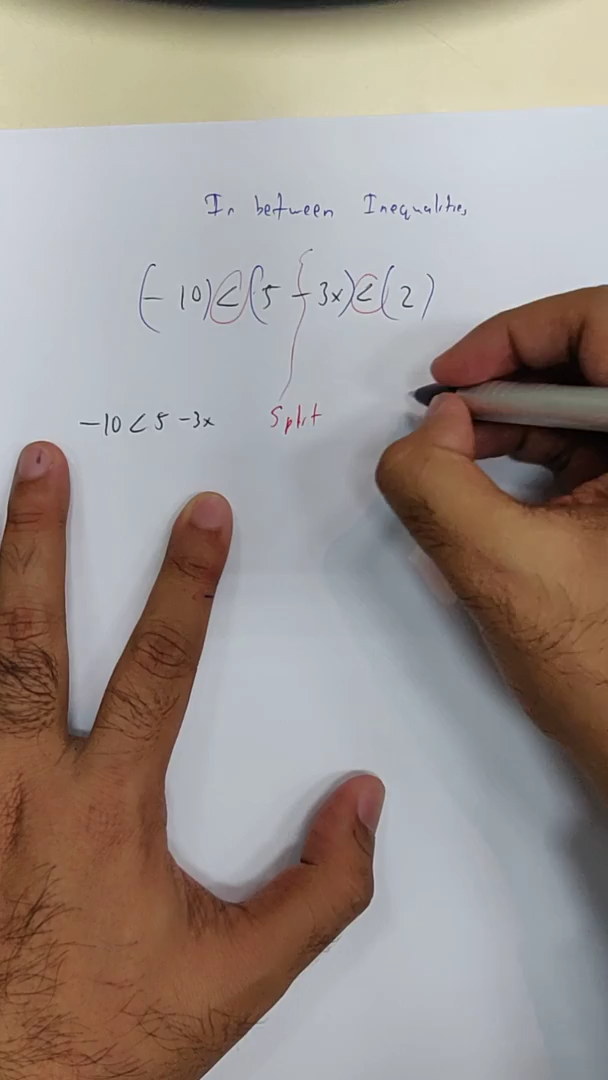 In between Inequalities
(-10)<(5-3x)<(2)
-10<5-3x Split